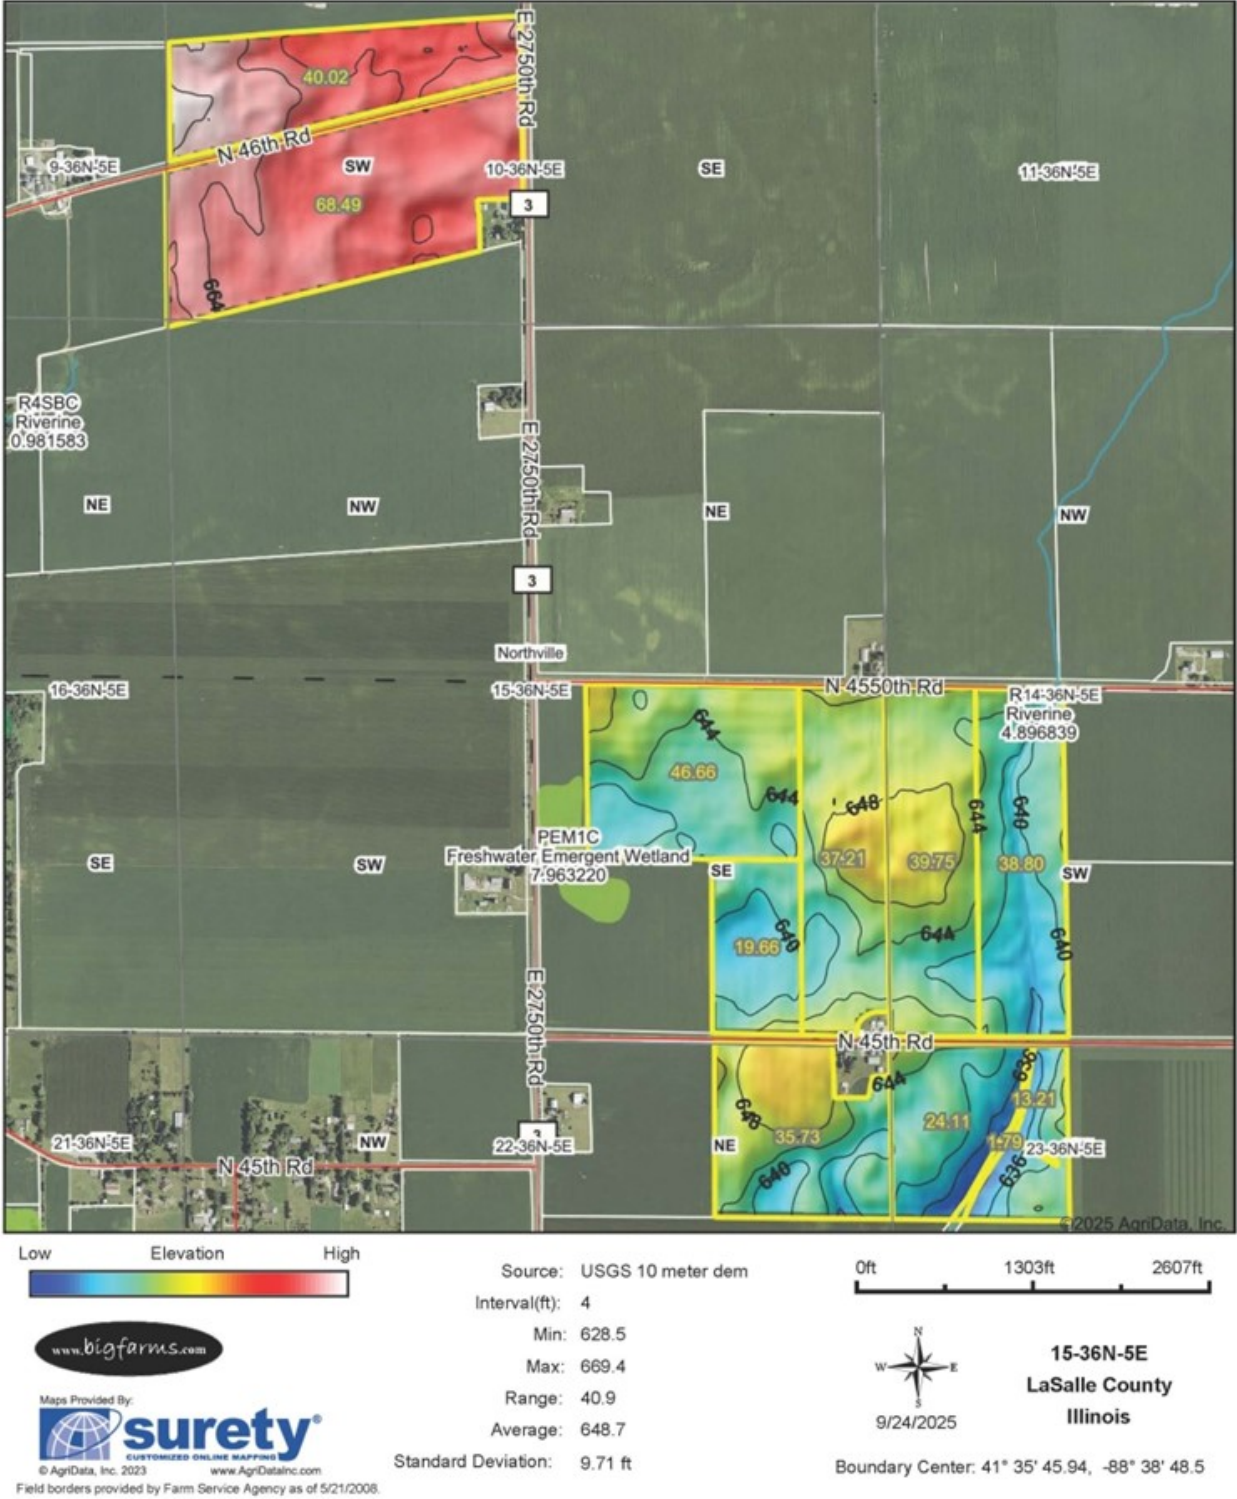 E 2750th Rd
40.02
N 46th Rd
9-36N-5E
SW
10-36N-5E
SE
11-36N-5E
68.49
3
664
R4SBC
Riverine
0.981583
E 2750th Rd
NE
NW
NE
NW
3
Northville
16-36N-5E
15-36N-5E
N 4550th Rd
R14-36N-5E
Riverine
4.896839
644
46.66
644
648
644
640
PEM1C
Freshwater Emergent Wetland
7.963220
37.21
39.75
38.80
SE
SW
SE
SW
19.66
640
644
640
E 2750th Rd
N 45th Rd
636
644
13.21
648
24.11
35.73
3
21-36N-5E
NW
22-36N-5E
NE
1.79
23-36N-5E
N 45th Rd
640
636
©2025 AgriData, Inc.
Low Elevation High
Source: USGS 10 meter dem
Interval(ft): 4
Min: 628.5
Max: 669.4
Range: 40.9
Average: 648.7
Standard Deviation: 9.71 ft
0ft 1303ft 2607ft
www.bigfarms.com
Maps Provided By:
surety®
CUSTOMIZED ONLINE MAPPING
© AgriData, Inc. 2023 www.AgriDataInc.com
Field borders provided by Farm Service Agency as of 5/21/2008.
N
W E
S
9/24/2025
15-36N-5E
LaSalle County
Illinois
Boundary Center: 41° 35' 45.94, -88° 38' 48.5